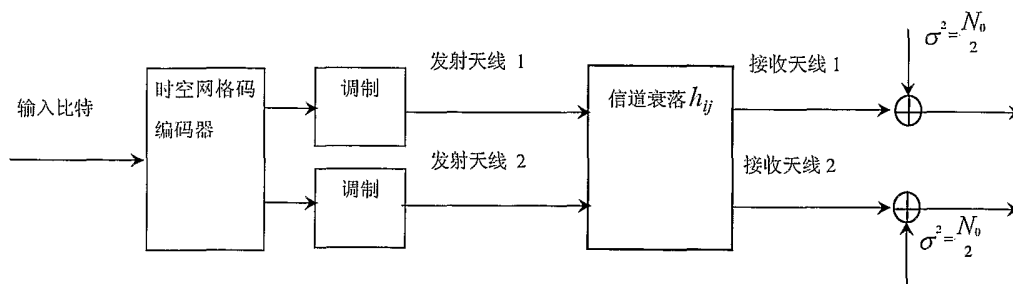 输入比特
时空网格码
编码器
调制
调制
发射天线 1
发射天线 2
信道衰落 h_{ij}
接收天线1
接收天线2
σ²=N₀/2
σ²=N₀/2